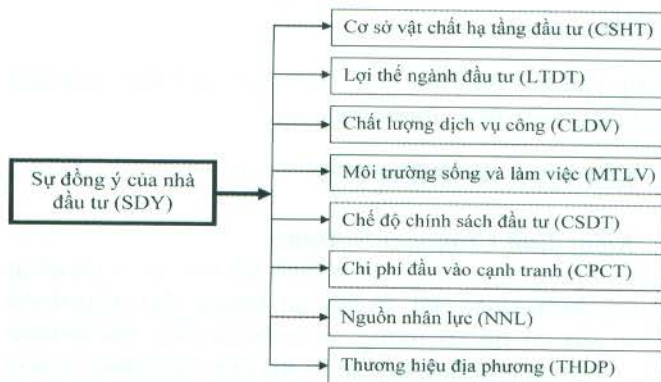 Cơ sở vật chất hạ tầng đầu tư (CSHT)
Lợi thế ngành đầu tư (LTDT)
Chất lượng dịch vụ công (CLDV)
Môi trường sống và làm việc (MTLV)
Sự đồng ý của nhà
đầu tư (SDY)
Chế độ chính sách đầu tư (CSDT)
Chi phí đầu vào cạnh tranh (CPCT)
Nguồn nhân lực (NNL)
Thương hiệu địa phương (THDP)